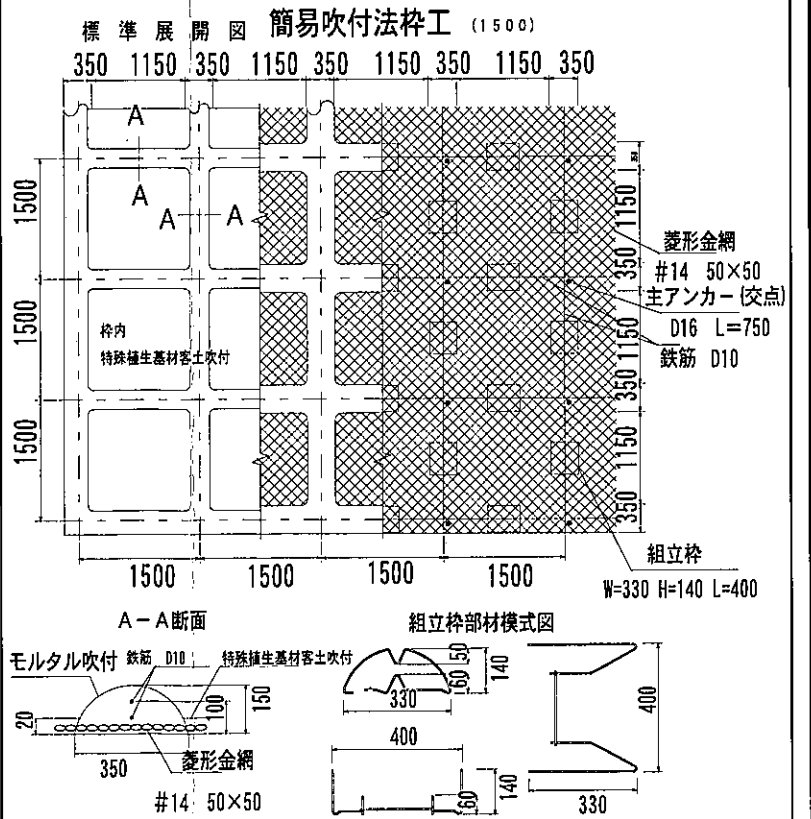 標準展開図 簡易吹付法枠工 (1500)
350 1150 350 1150 350 1150 350 1150 350
A
A
A A
1500
1500
1500
枠内
特殊植生基材客土吹付
1150
350
1150
350
1150
350
菱形金網
#14 50×50
主アンカー(交点)
D16 L=750
鉄筋 D10
組立枠
W=330 H=140 L=400
1500 1500 1500 1500
A-A断面
モルタル吹付 鉄筋 D10 特殊植生基材客土吹付
20 100 150
350
菱形金網
#14 50×50
組立枠部材模式図
50
60
140
330
400
60
140
400
330